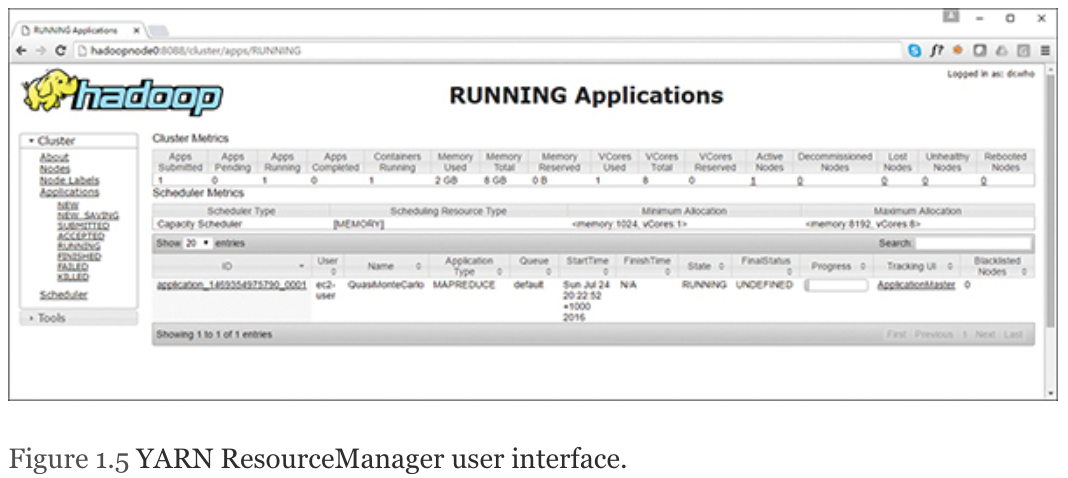 RUNNING Applications
hadoopnode0:8088/cluster/apps/RUNNING
Logged in as: dcwho
hadoop
RUNNING Applications
Cluster
About
Nodes
Node Labels
Applications
NEW
NEW_SAVING
SUBMITTED
ACCEPTED
RUNNING
FINISHED
FAILED
KILLED
Scheduler
Tools
Cluster Metrics
Apps Submitted Apps Pending Apps Running Apps Completed Containers Running Memory Used Memory Total Memory Reserved VCores Used VCores Total VCores Reserved Active Nodes Decommissioned Nodes Lost Nodes Unhealthy Nodes Rebooted Nodes
1 0 1 0 1 2 GB 8 GB 0 B 1 8 0 1 0 0 0 0
Scheduler Metrics
Scheduler Type Scheduling Resource Type Minimum Allocation Maximum Allocation
Capacity Scheduler [MEMORY] <memory:1024, vCores:1> <memory:8192, vCores:8>
Show 20 entries Search:
ID User Name Application Type Queue StartTime FinishTime State FinalStatus Progress Tracking UI Blacklisted Nodes
application_1469354975790_0001 ec2-user QuasiMonteCarlo MAPREDUCE default Sun Jul 24 20:22:52 +1000 2016 N/A RUNNING UNDEFINED ApplicationMaster 0
Showing 1 to 1 of 1 entries First Previous 1 Next Last
Figure 1.5 YARN ResourceManager user interface.